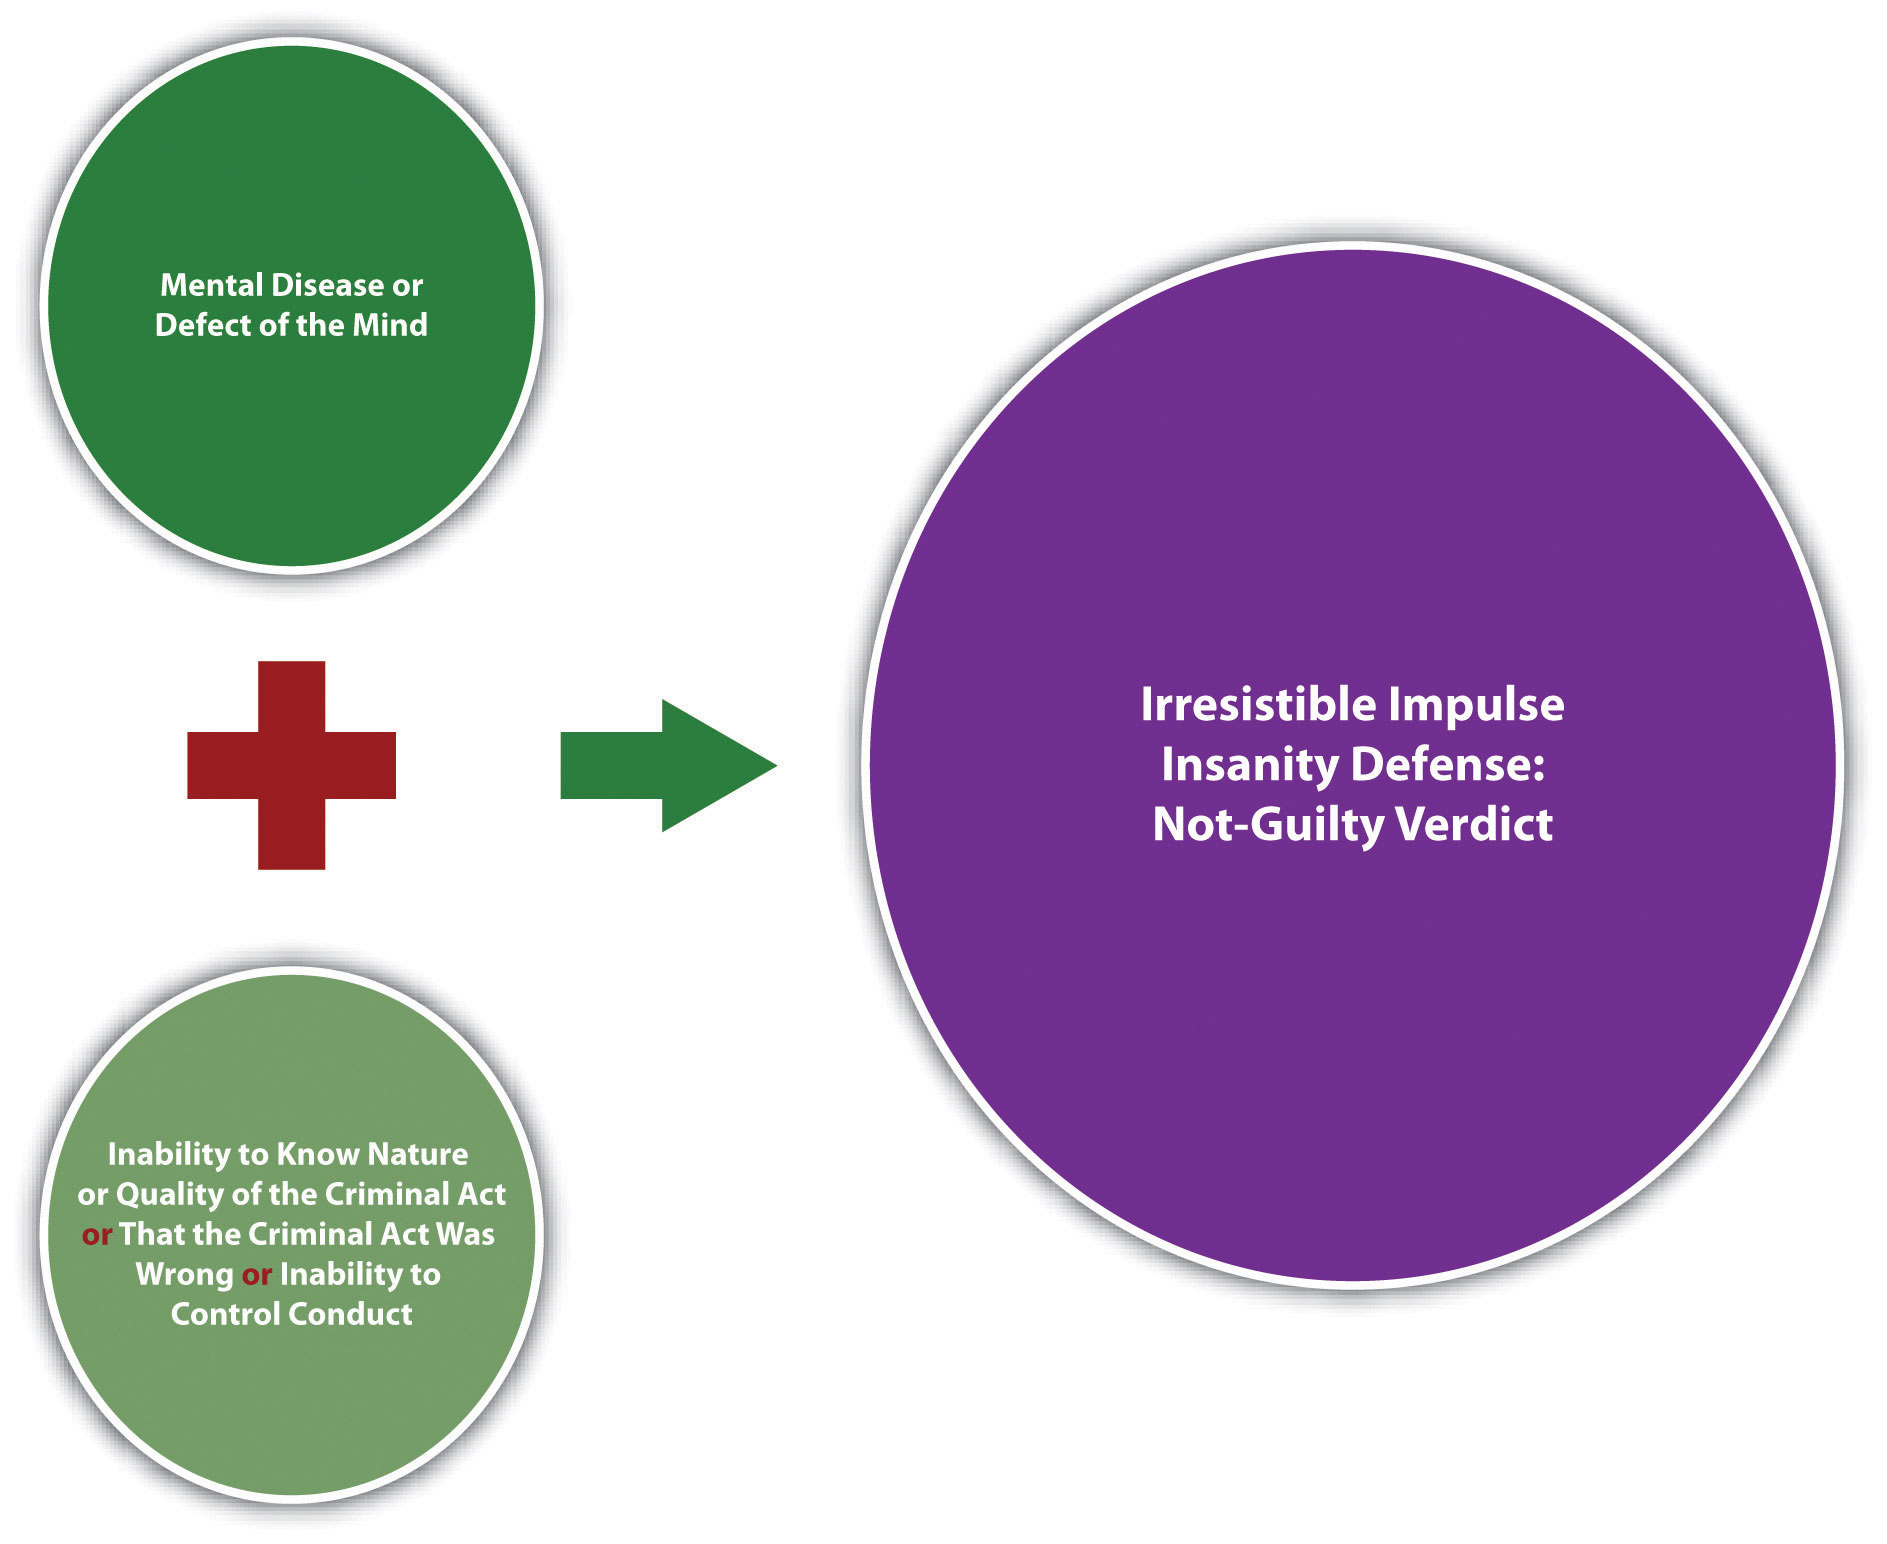 Mental Disease or
Defect of the Mind
Irresistible Impulse
Insanity Defense:
Not-Guilty Verdict
Inability to Know Nature
or Quality of the Criminal Act
or That the Criminal Act Was
Wrong or Inability to
Control Conduct